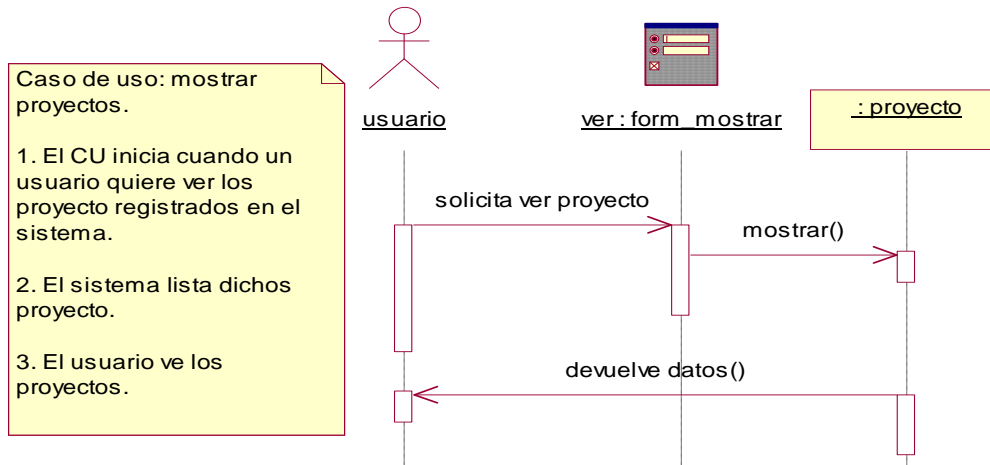 Caso de uso: mostrar
proyectos.
1. El CU inicia cuando un
usuario quiere ver los
proyecto registrados en el
sistema.
2. El sistema lista dichos
proyecto.
3. El usuario ve los
proyectos.
usuario
ver : form_mostrar
: proyecto
solicita ver proyecto
mostrar()
devuelve datos()